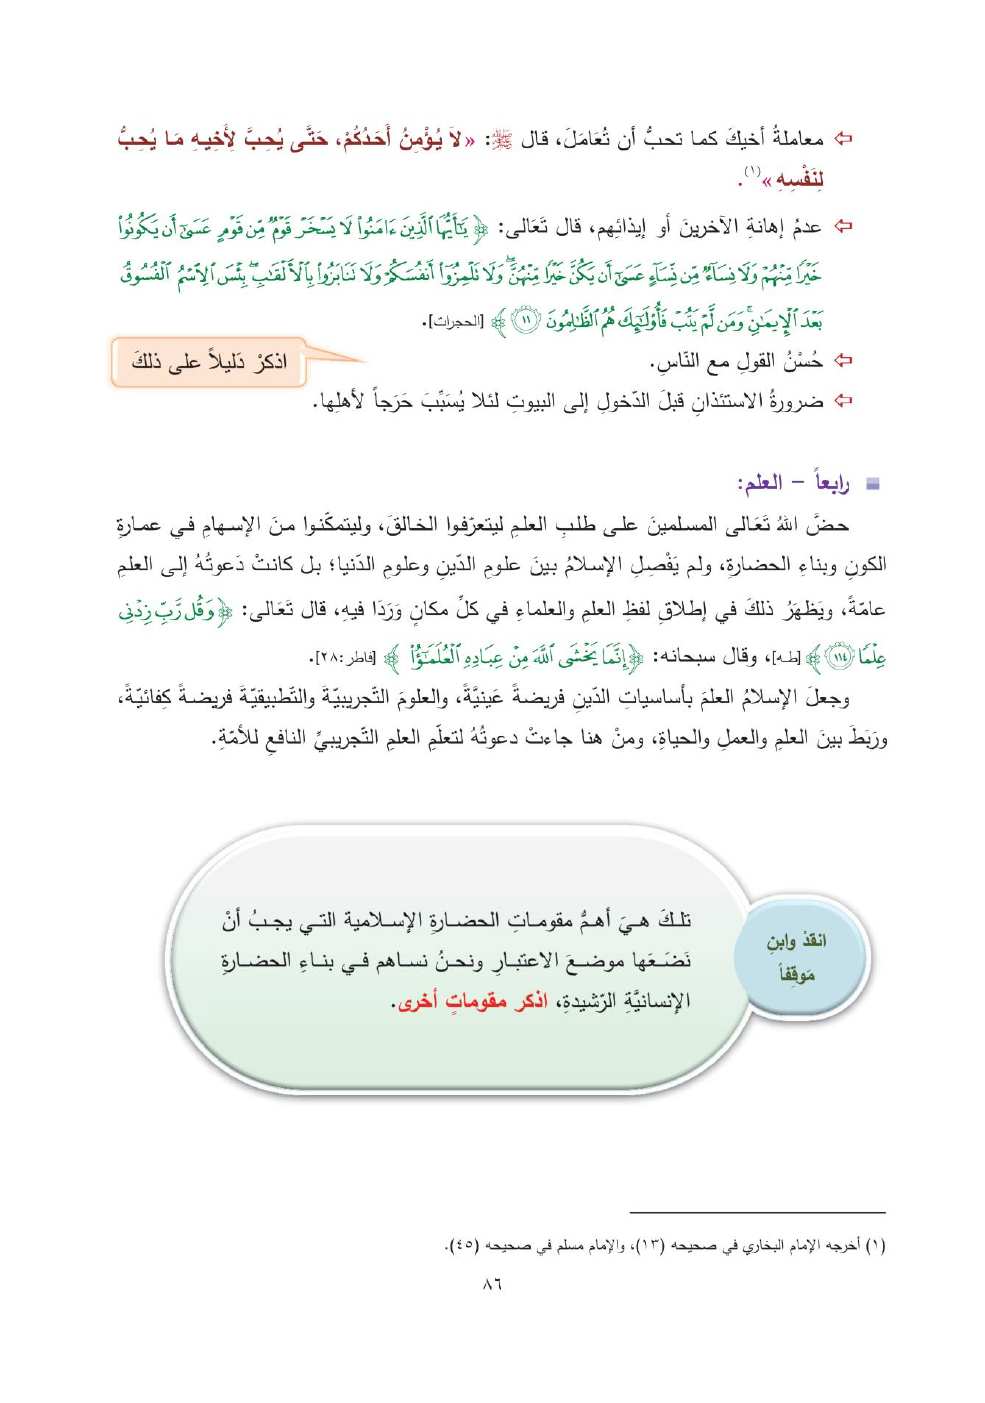 ⇦ معاملةُ أخيكَ كما تحبُّ أن تُعَامَلَ، قال ﷺ: «لاَ يُؤْمِنُ أَحَدُكُمْ، حَتَّى يُحِبَّ لِأَخِيهِ مَا يُحِبُّ
لِنَفْسِهِ»(١).
⇦ عدمُ إهانةِ الآخرينَ أو إيذائِهم، قال تَعَالى: ﴿يَٰٓأَيُّهَا ٱلَّذِينَ ءَامَنُوا۟ لَا يَسْخَرْ قَوْمٌ مِّن قَوْمٍ عَسَىٰٓ أَن يَكُونُوا۟
خَيْرًا مِّنْهُمْ وَلَا نِسَآءٌ مِّن نِّسَآءٍ عَسَىٰٓ أَن يَكُنَّ خَيْرًا مِّنْهُنَّ ۖ وَلَا تَلْمِزُوٓا۟ أَنفُسَكُمْ وَلَا تَنَابَزُوا۟ بِٱلْأَلْقَٰبِ ۖ بِئْسَ ٱلِٱسْمُ ٱلْفُسُوقُ
بَعْدَ ٱلْإِيمَٰنِ ۚ وَمَن لَّمْ يَتُبْ فَأُو۟لَٰٓئِكَ هُمُ ٱلظَّٰلِمُونَ ١١﴾ [الحجرات].
⇦ حُسْنُ القولِ مع النّاسِ.
اذكرْ دَليلاً على ذلكَ
⇦ ضرورةُ الاستئذانِ قبلَ الدّخولِ إلى البيوتِ لئلا يُسَبِّبَ حَرَجاً لأهلِها.
رابعاً – العلم:
حضَّ اللهُ تَعَالى المسلمينَ على طلبِ العلمِ ليتعرّفوا الخالقَ، وليتمكّنوا منَ الإسهامِ في عمارةِ
الكونِ وبناءِ الحضارةِ، ولم يَفْصِلِ الإسلامُ بينَ علومِ الدّينِ وعلومِ الدّنيا؛ بل كانتْ دَعوتُهُ إلى العلمِ
عامّةً، ويَظهَرُ ذلكَ في إطلاقِ لفظِ العلمِ والعلماءِ في كلِّ مكانٍ وَرَدَا فيهِ، قال تَعَالى: ﴿وَقُل رَّبِّ زِدْنِي
عِلْمًا ١١٤﴾ [طه]، وقال سبحانه: ﴿إِنَّمَا يَخْشَى ٱللَّهَ مِنْ عِبَادِهِ ٱلْعُلَمَٰٓؤُا۟﴾ [فاطر:٢٨].
وجعلَ الإسلامُ العلمَ بأساسياتِ الدّينِ فريضةً عَينيَّةً، والعلومَ التّجريبيّةَ والتّطبيقيّةَ فريضةً كِفائيّةً،
ورَبَطَ بينَ العلمِ والعملِ والحياةِ، ومنْ هنا جاءتْ دعوتُهُ لتعلّمِ العلمِ التّجريبيِّ النافعِ للأمّةِ.
انقدْ وابنِ
مَوقِفاً
تلكَ هيَ أهمُّ مقوماتِ الحضارةِ الإسلاميةِ التي يجبُ أنْ
نَضَعَها موضعَ الاعتبارِ ونحنُ نساهم في بناءِ الحضارةِ
الإنسانيَّةِ الرّشيدةِ، اذكر مقوماتٍ أخرى.
(١) أخرجه الإمام البخاري في صحيحه (١٣)، والإمام مسلم في صحيحه (٤٥).
٨٦